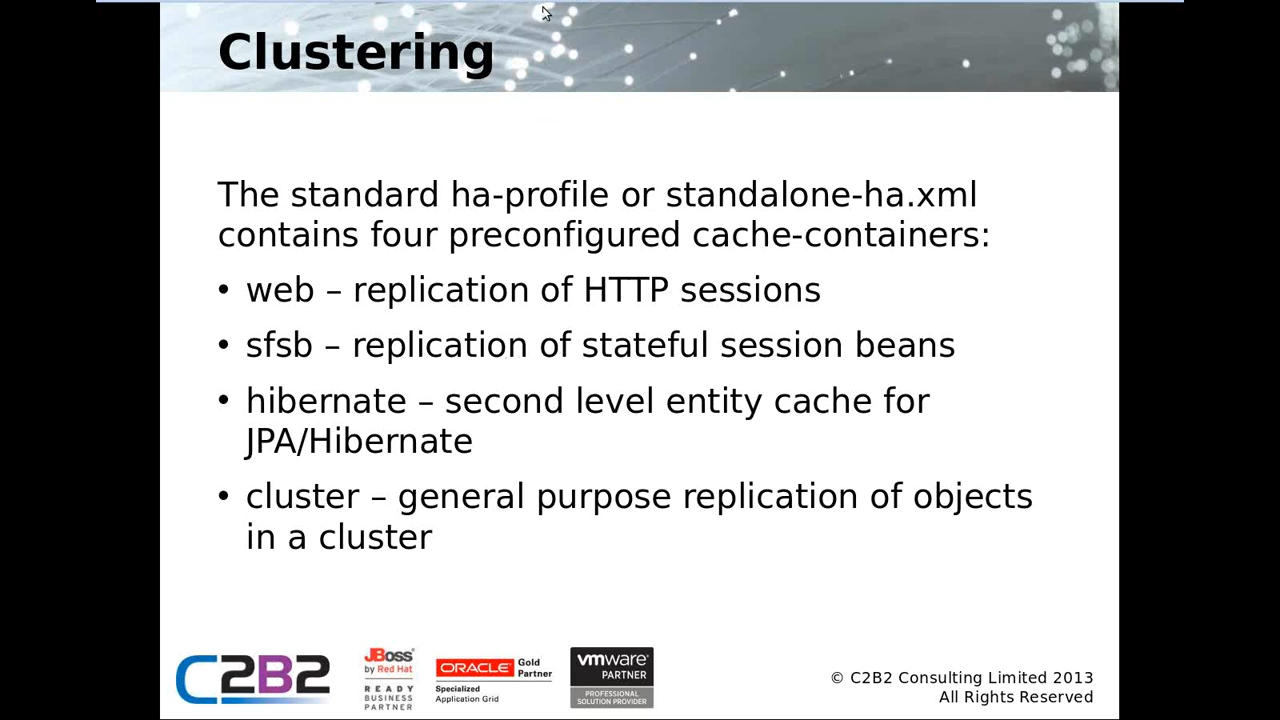 Clustering
The standard ha-profile or standalone-ha.xml
contains four preconfigured cache-containers:
• web – replication of HTTP sessions
• sfsb – replication of stateful session beans
• hibernate – second level entity cache for
JPA/Hibernate
• cluster – general purpose replication of objects
in a cluster
C2B2
JBoss
by Red Hat
READY
BUSINESS
PARTNER
ORACLE Gold
Partner
Specialized
Application Grid
vmware
PARTNER
PROFESSIONAL
SOLUTION PROVIDER
© C2B2 Consulting Limited 2013
All Rights Reserved